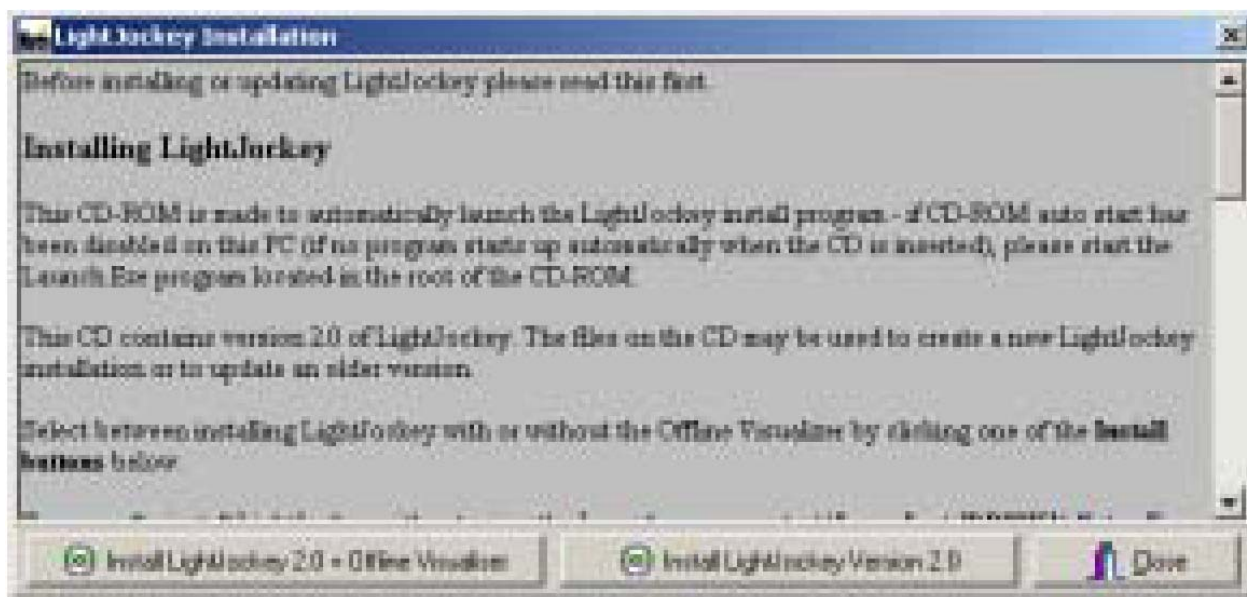 LightJockey Installation
Before installing or updating LightJockey please read this first.
Installing LightJockey
This CD-ROM is made to automatically launch the LightJockey install program - if CD-ROM auto start has
been disabled on this PC (if no program starts up automatically when the CD is inserted), please start the
Launch.Exe program located in the root of the CD-ROM.
This CD contains version 2.0 of LightJockey. The files on the CD may be used to create a new LightJockey
installation or to update an older version.
Select between installing LightJockey with or without the Offline Visualizer by clicking one of the Install
buttons below.
Install LightJockey 2.0 + Offline Visualizer
Install LightJockey Version 2.0
Close